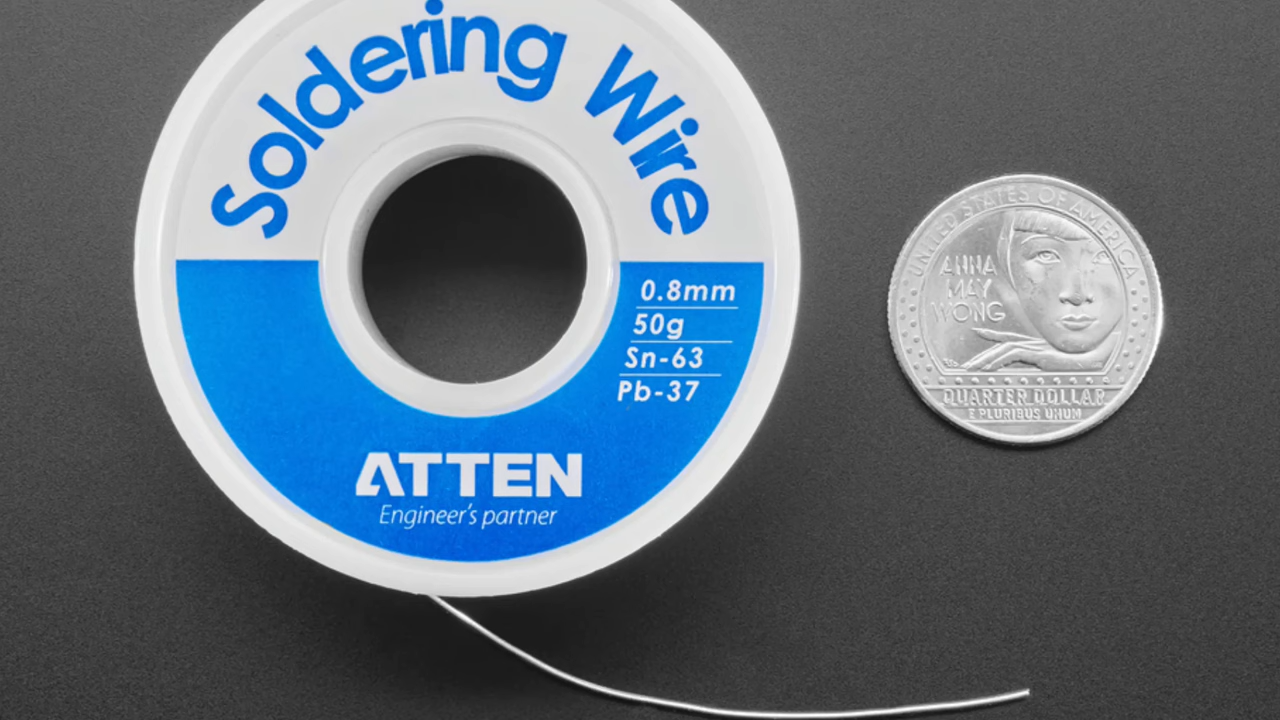 Soldering Wire
0.8mm
50g
Sn-63
Pb-37
ATTEN
Engineer's partner
UNITED STATES OF AMERICA
ANNA
MAY
WONG
QUARTER DOLLAR
E PLURIBUS UNUM